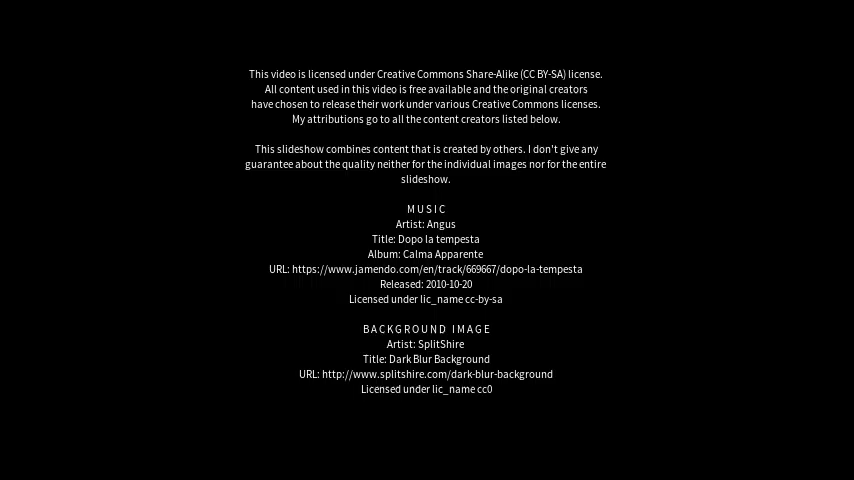 This video is licensed under Creative Commons Share-Alike (CC BY-SA) license.
All content used in this video is free available and the original creators
have chosen to release their work under various Creative Commons licenses.
My attributions go to all the content creators listed below.
This slideshow combines content that is created by others. I don't give any
guarantee about the quality neither for the individual images nor for the entire
slideshow.
MUSIC
Artist: Angus
Title: Dopo la tempesta
Album: Calma Apparente
URL: https://www.jamendo.com/en/track/669667/dopo-la-tempesta
Released: 2010-10-20
Licensed under lic_name cc-by-sa
BACKGROUND IMAGE
Artist: SplitShire
Title: Dark Blur Background
URL: http://www.splitshire.com/dark-blur-background
Licensed under lic_name cc0